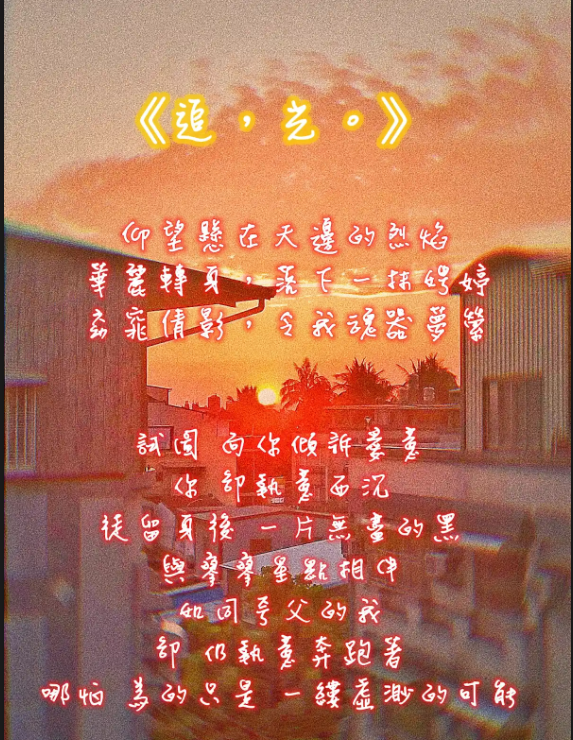 《追，光。》
仰望懸在天邊的烈焰
華麗轉身，落下一抹娉婷
窈窕倩影，令我魂器夢縈
試圖 向你傾訴愛意
你 卻執意西沉
徒留身後 一片無盡的黑
與寥寥星點相伴
如同夸父的我
卻 仍執意奔跑著
哪怕 為的只是 一縷虛渺的可能